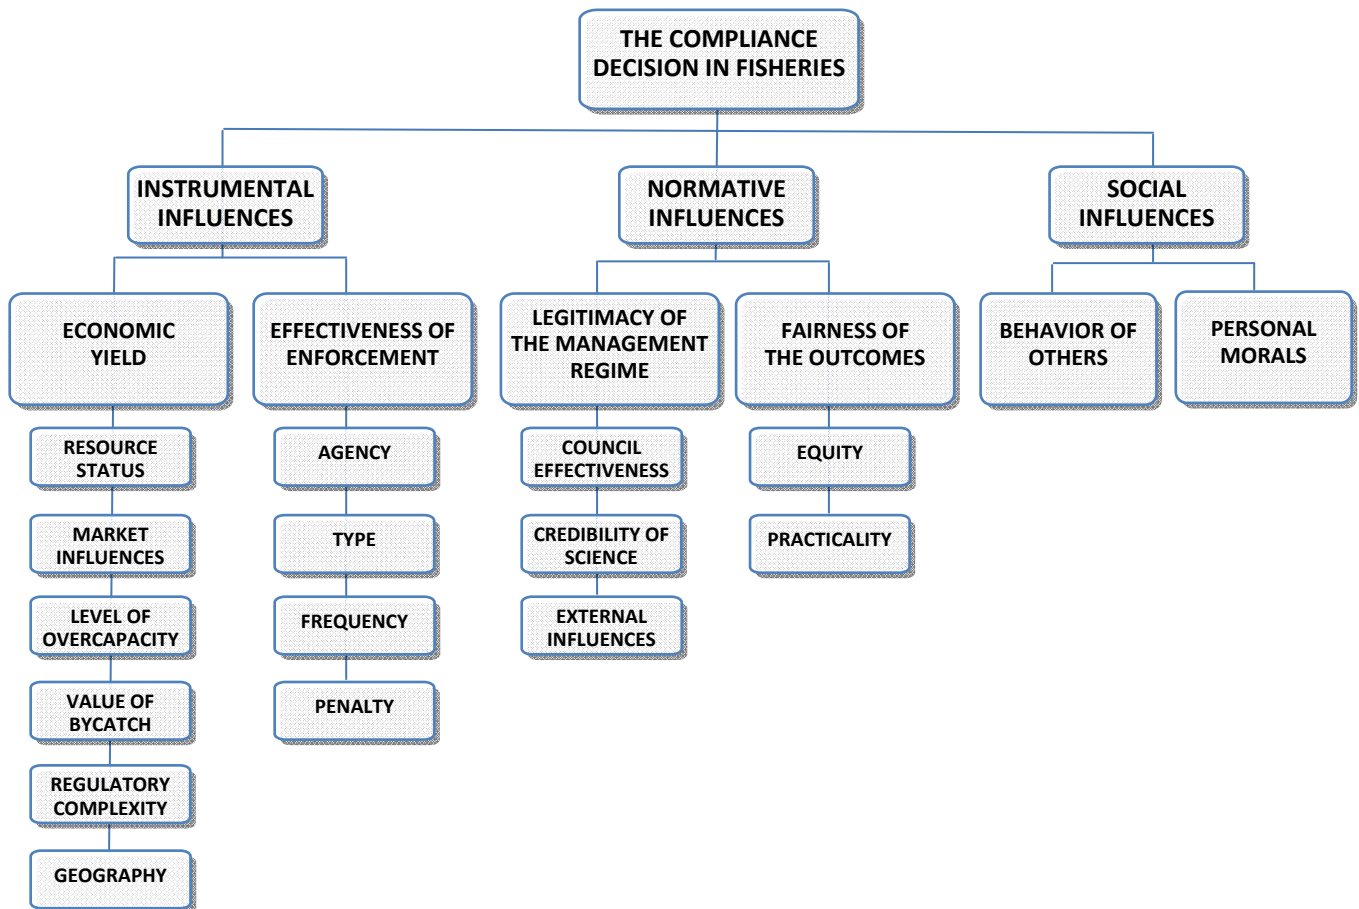 THE COMPLIANCE
DECISION IN FISHERIES
INSTRUMENTAL
INFLUENCES
NORMATIVE
INFLUENCES
SOCIAL
INFLUENCES
ECONOMIC
YIELD
EFFECTIVENESS OF
ENFORCEMENT
LEGITIMACY OF
THE MANAGEMENT
REGIME
FAIRNESS OF
THE OUTCOMES
BEHAVIOR OF
OTHERS
PERSONAL
MORALS
RESOURCE
STATUS
AGENCY
COUNCIL
EFFECTIVENESS
EQUITY
MARKET
INFLUENCES
TYPE
CREDIBILITY OF
SCIENCE
PRACTICALITY
LEVEL OF
OVERCAPACITY
FREQUENCY
EXTERNAL
INFLUENCES
VALUE OF
BYCATCH
PENALTY
REGULATORY
COMPLEXITY
GEOGRAPHY